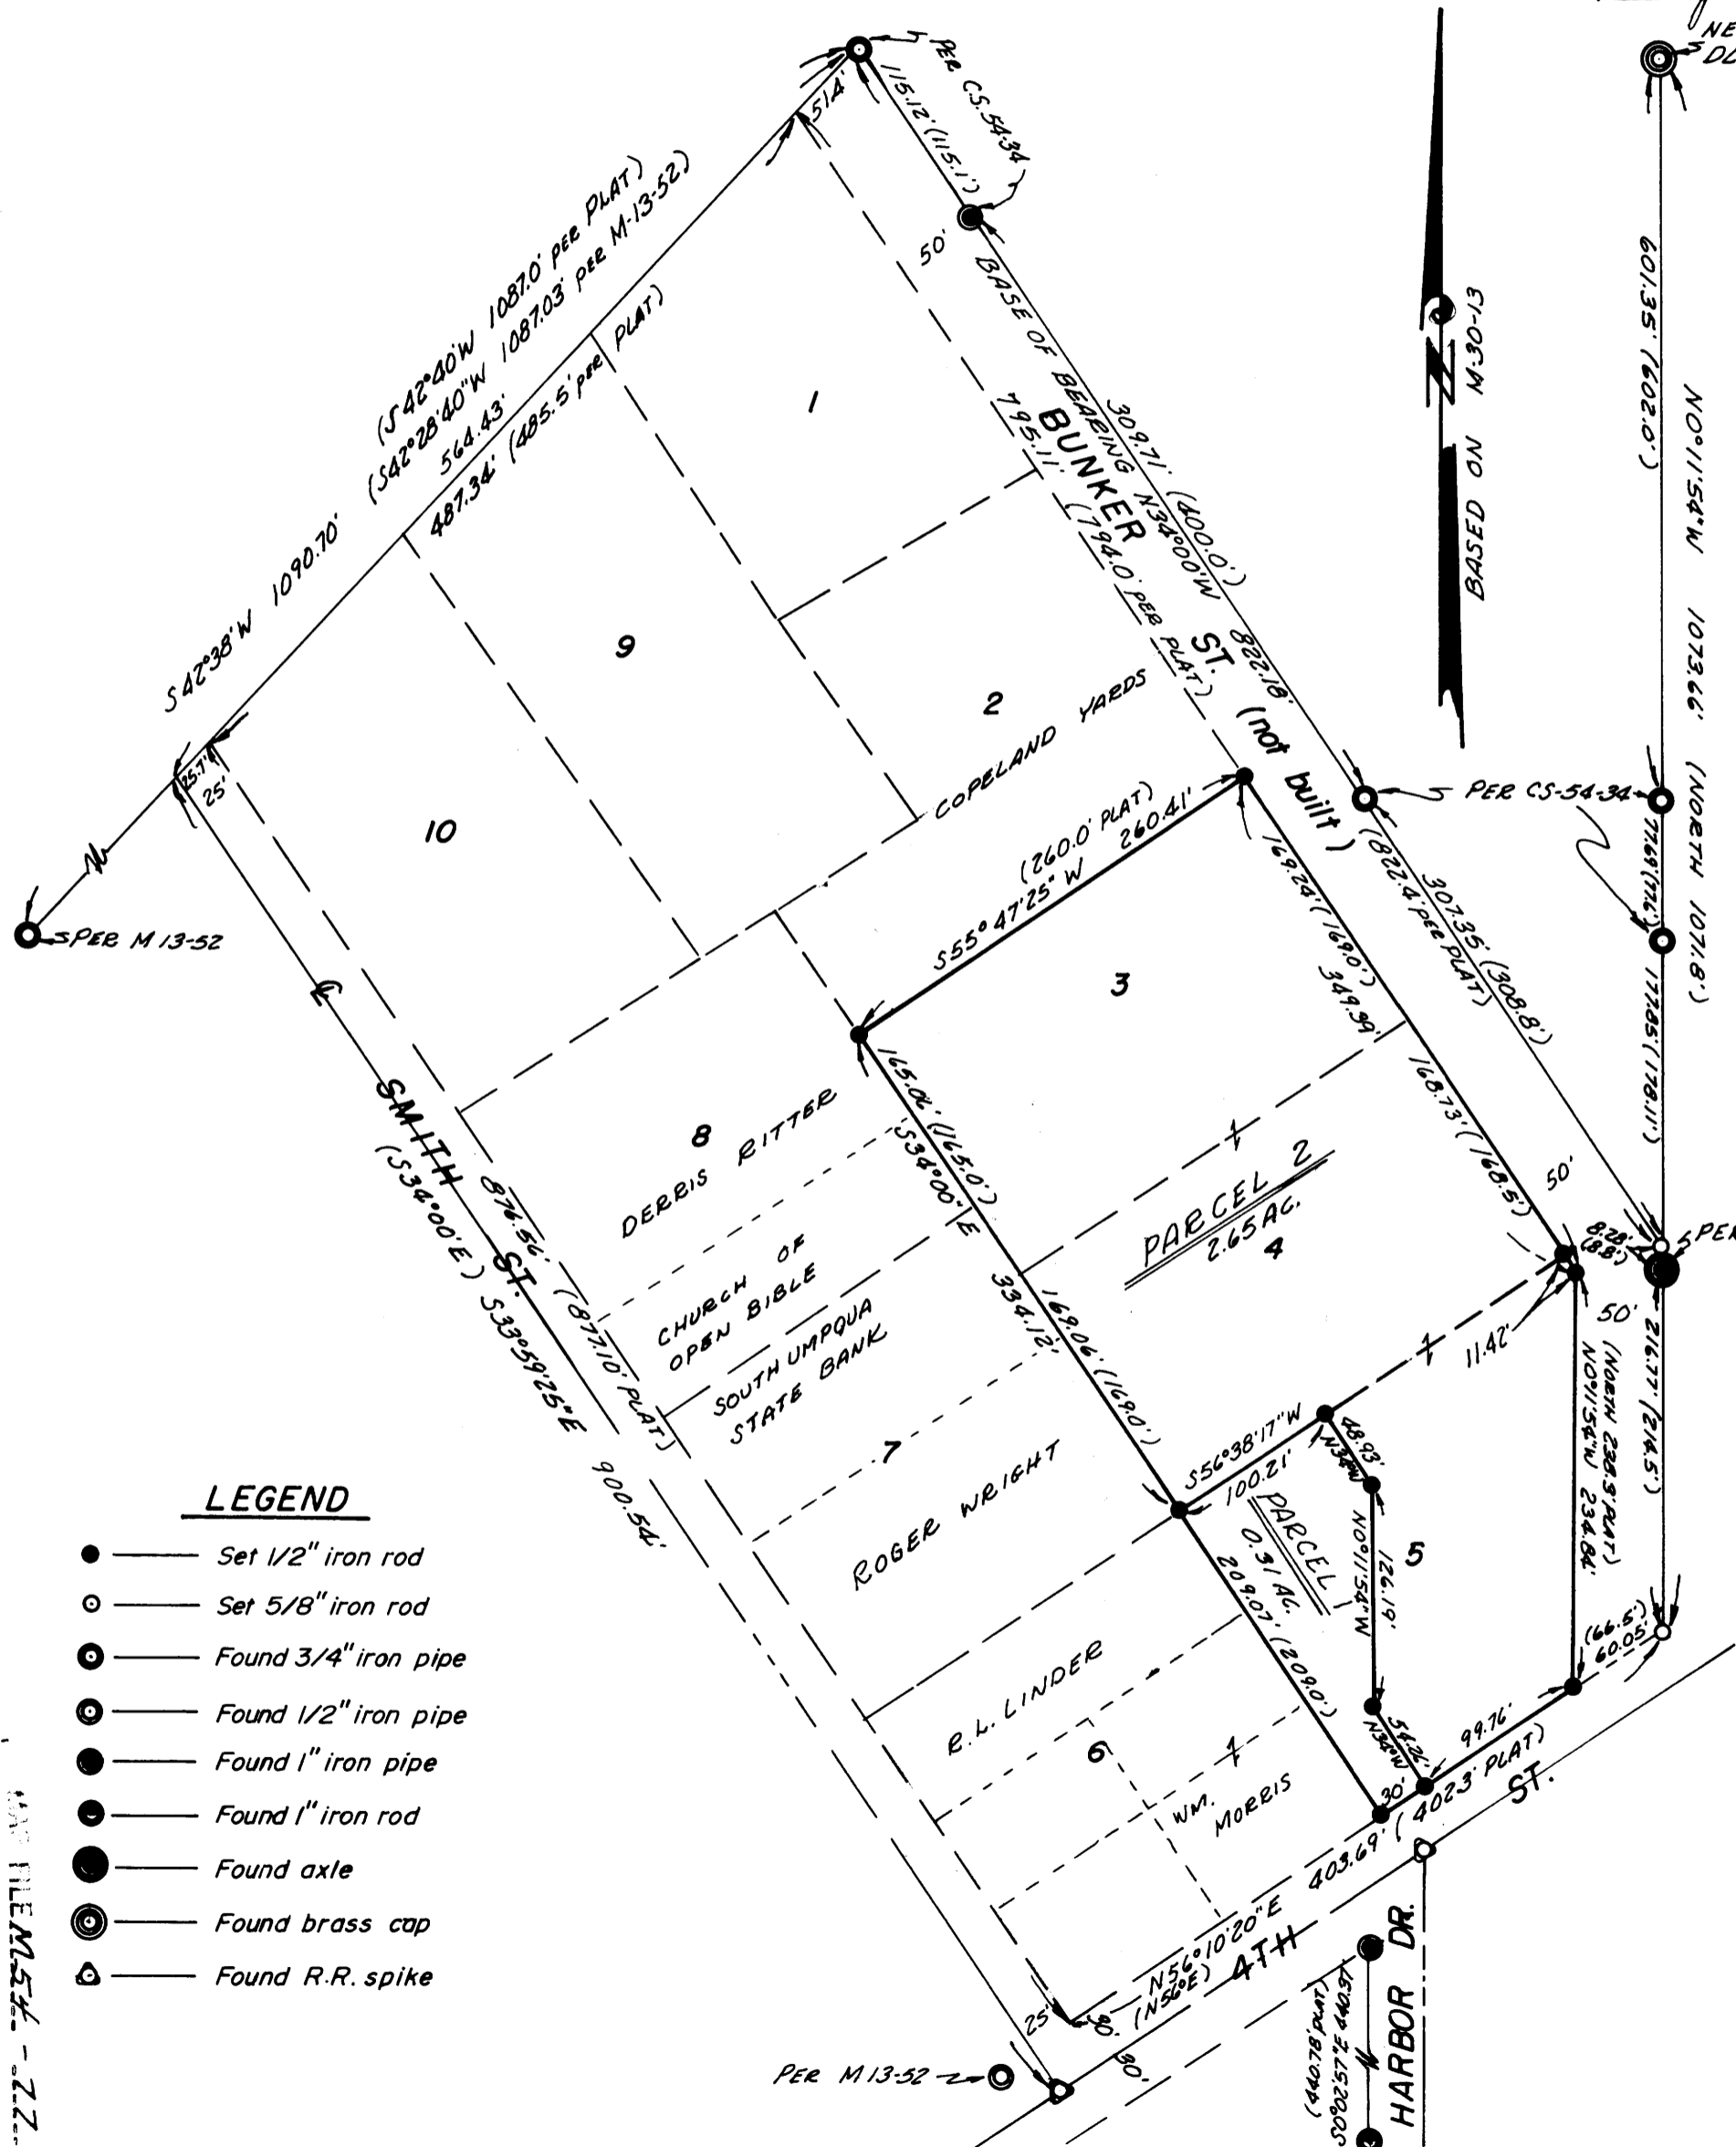 NE
DL
PER CS.54-34
51.4'
115.12' (115.1')
(S42°40'W 1087.0' PER PLAT)
(S42°28'40"W 1087.03' PER M-13-52)
564.43'
487.34' (485.5' PER PLAT)
S42°38'W 1090.70'
50'
BASE OF BEARING N34°00'W 822.18'
309.71' (400.0')
BUNKER ST. (not built)
795.11' (794.0' PER PLAT)
BASED ON M-30-31
601.35' (602.0')
N0°11'54"W 1073.66' (NORTH 1071.8')
1
9
2
10
COPELAND YARDS
25.7'
25'
PER M 13-52
PER CS-54-34
77.69' (77.6')
177.85' (178.11')
(822.4' PER PLAT)
307.35' (308.8')
(260.0' PLAT)
260.41'
S55°47'25" W
169.24' (169.0')
349.39'
168.73' (168.5')
3
165.06' (165.0')
S34°00'E
8
DERRIS RITTER
CHURCH OF
OPEN BIBLE
SOUTH UMPQUA
STATE BANK
PARCEL 2
2.65 AC.
4
334.12'
169.06' (169.0')
50'
8.28'
(8.8')
PER
11.42'
50'
216.77' (214.5')
(NORTH 238.3' PLAT)
N0°11'54"W 234.84'
SMITH ST.
(S34°00'E) S33°59'25"E 900.54'
876.56' (877.10' PLAT)
7
ROGER WRIGHT
S56°38'17"W
100.21'
48.93'
N34°W
PARCEL 1
0.31 AC.
N0°11'54"W
126.19'
5
209.07' (209.0')
R.L. LINDER
6
WM.
MORRIS
54.26'
N34°W
30'
99.76'
(66.5')
60.05'
403.69' (402.3' PLAT)
N56°10'20"E
(N56°E)
4TH ST.
25'
30'
30'
PER M 13-52
HARBOR DR.
(440.78' PLAT)
LEGEND
Set 1/2" iron rod
Set 5/8" iron rod
Found 3/4" iron pipe
Found 1/2" iron pipe
Found 1" iron pipe
Found 1" iron rod
Found axle
Found brass cap
Found R.R. spike